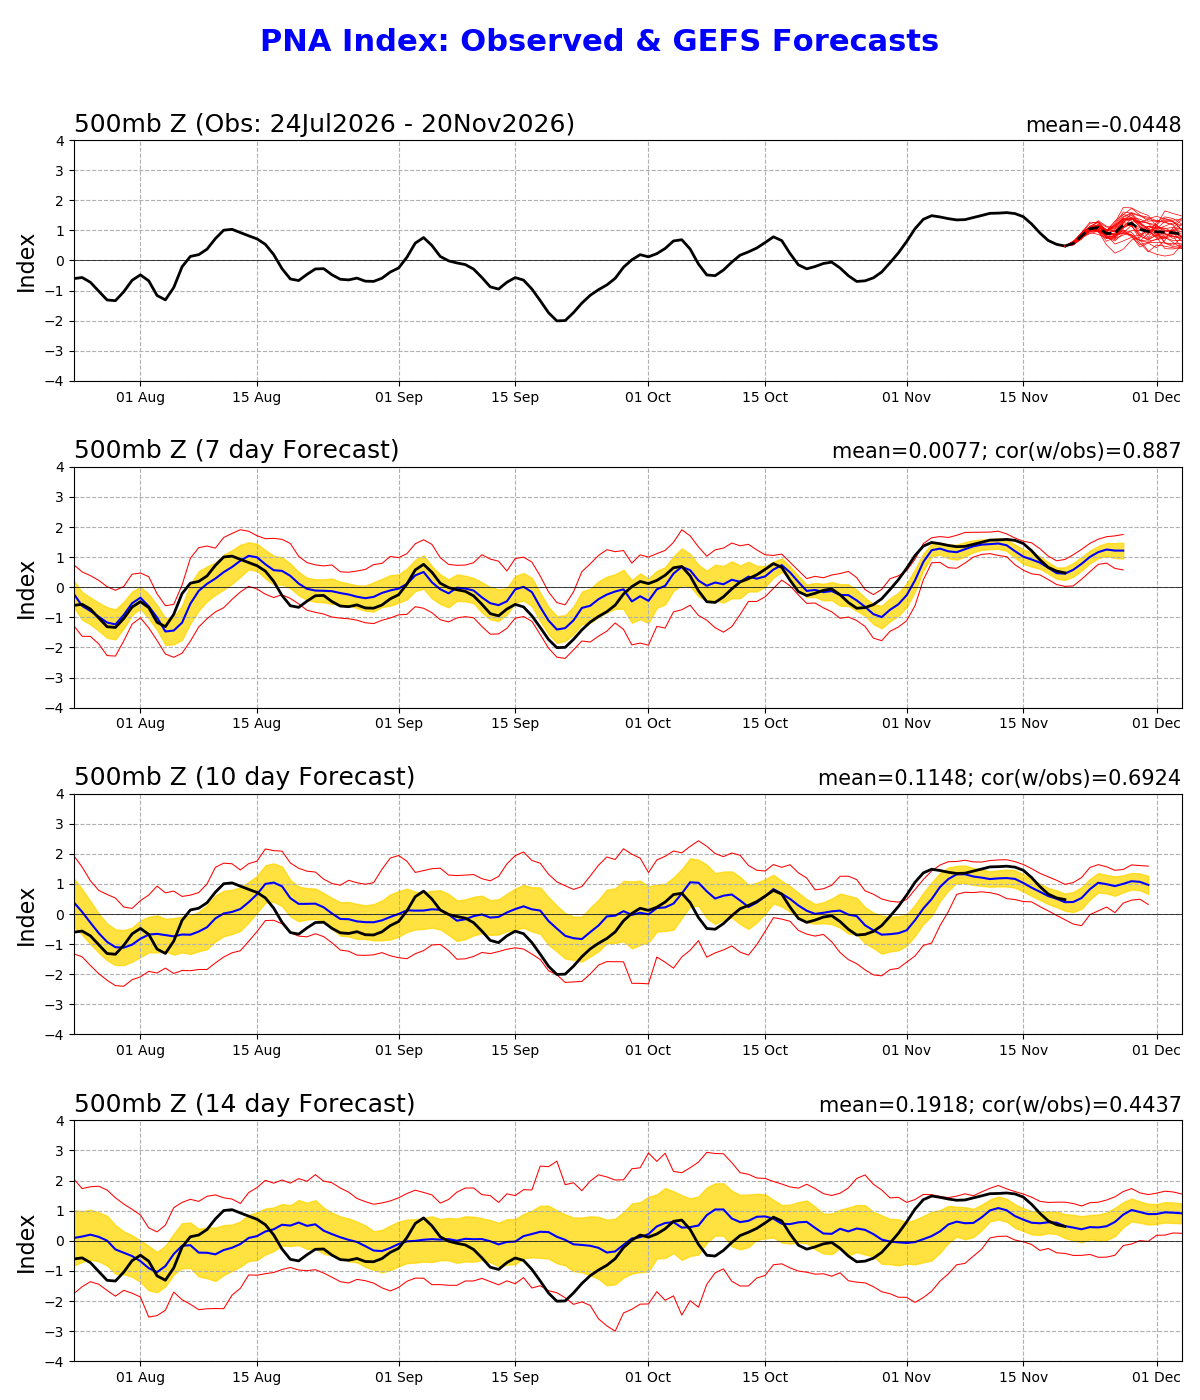 PNA Index: Observed & GEFS Forecasts
500mb Z (Obs: 24Jul2026 - 20Nov2026)
mean=-0.0448
4
3
2
1
0
−1
−2
−3
−4
Index
01 Aug
15 Aug
01 Sep
15 Sep
01 Oct
15 Oct
01 Nov
15 Nov
01 Dec
500mb Z (7 day Forecast)
mean=0.0077; cor(w/obs)=0.887
4
3
2
1
0
−1
−2
−3
−4
Index
01 Aug
15 Aug
01 Sep
15 Sep
01 Oct
15 Oct
01 Nov
15 Nov
01 Dec
500mb Z (10 day Forecast)
mean=0.1148; cor(w/obs)=0.6924
4
3
2
1
0
−1
−2
−3
−4
Index
01 Aug
15 Aug
01 Sep
15 Sep
01 Oct
15 Oct
01 Nov
15 Nov
01 Dec
500mb Z (14 day Forecast)
mean=0.1918; cor(w/obs)=0.4437
4
3
2
1
0
−1
−2
−3
−4
Index
01 Aug
15 Aug
01 Sep
15 Sep
01 Oct
15 Oct
01 Nov
15 Nov
01 Dec